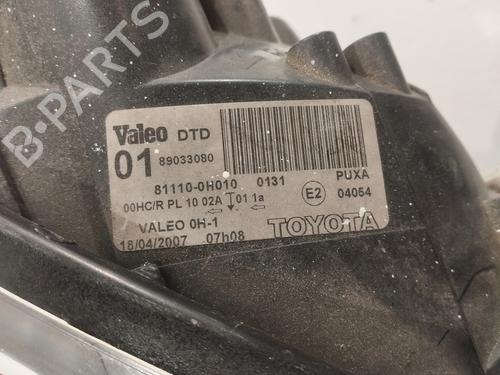 Valeo DTD
01 89033080
81110-0H010 0131 PUXA
00HC/R PL 10 02A 01 1a E2 04054
VALEO 0H-1 TOYOTA
18/04/2007 07h08
B-PARTS